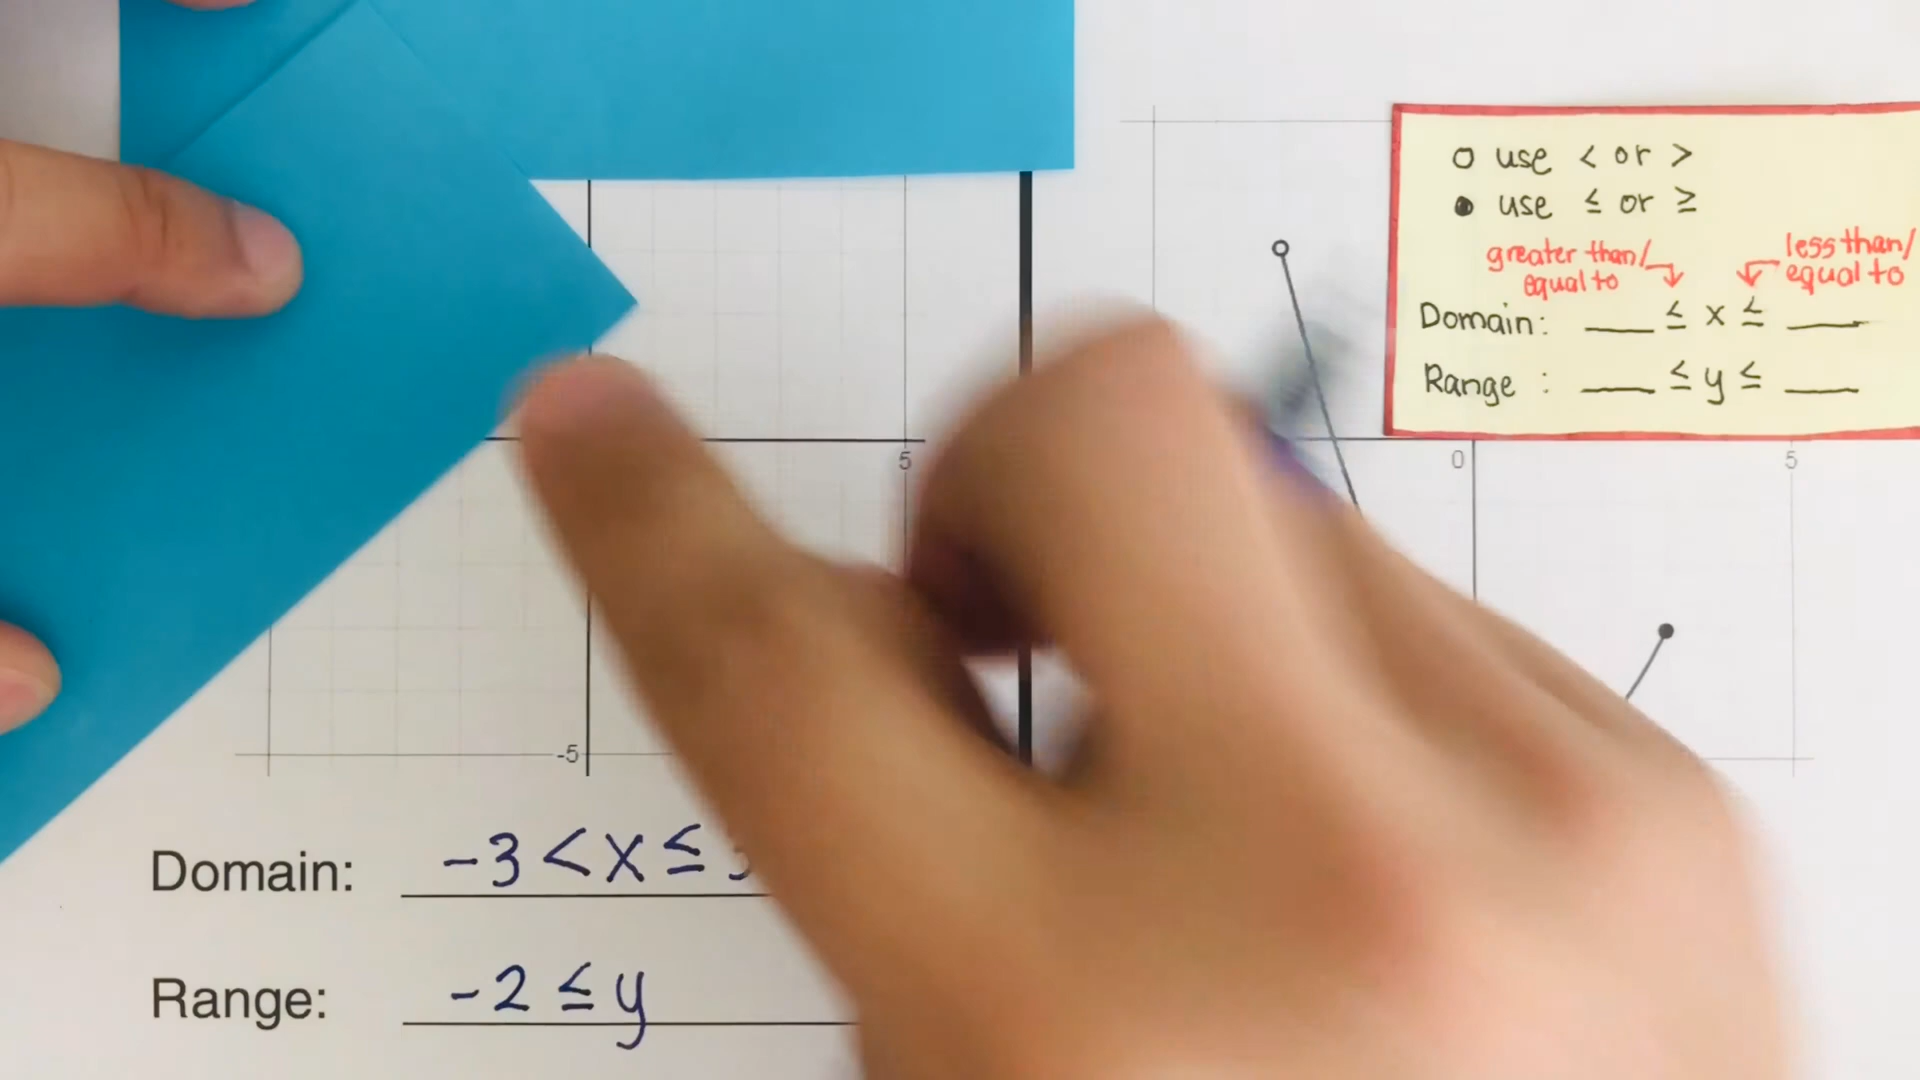 O use < or >
● use ≤ or ≥
greater than/ equal to
less than/ equal to
Domain: ___ ≤ x ≤ ___
Range : ___ ≤ y ≤ ___
5
0
5
-5
Domain: -3 < x ≤
Range: -2 ≤ y